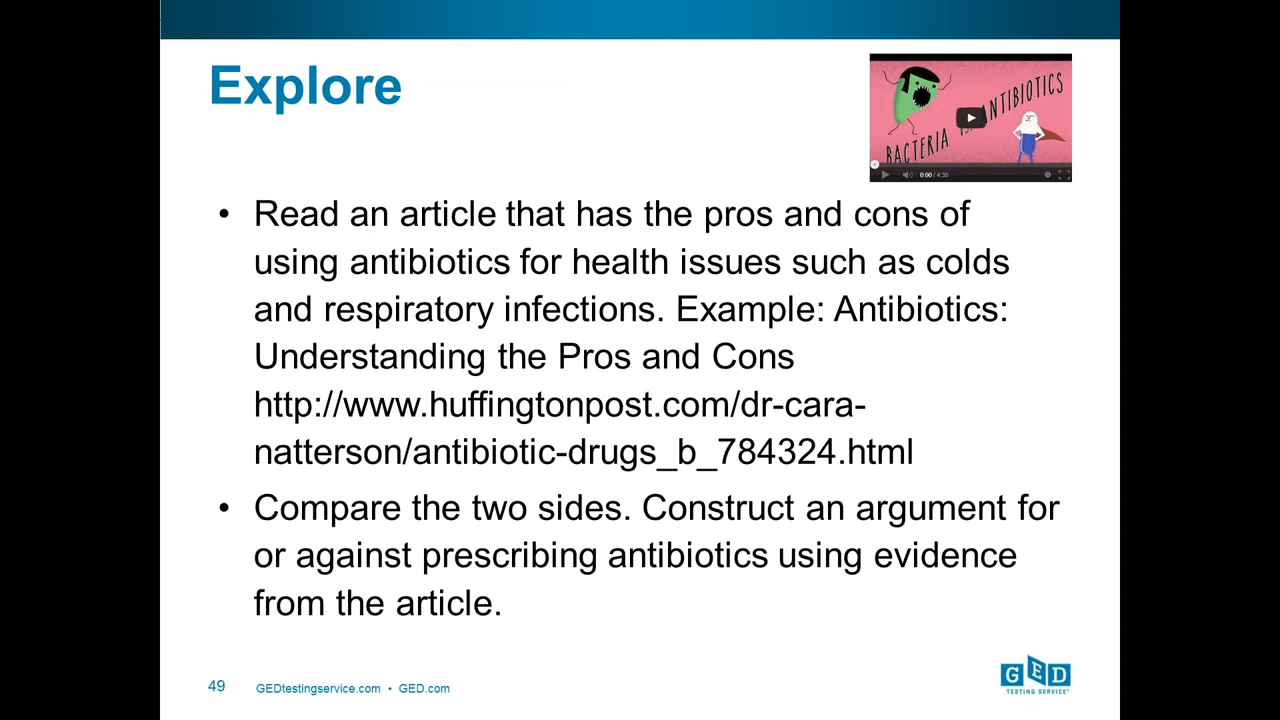 Explore
BACTERIA vs. ANTIBIOTICS
0:00 / 4:35
• Read an article that has the pros and cons of
using antibiotics for health issues such as colds
and respiratory infections. Example: Antibiotics:
Understanding the Pros and Cons
http://www.huffingtonpost.com/dr-cara-
natterson/antibiotic-drugs_b_784324.html
• Compare the two sides. Construct an argument for
or against prescribing antibiotics using evidence
from the article.
49 GEDtestingservice.com • GED.com
GED
TESTING SERVICE®